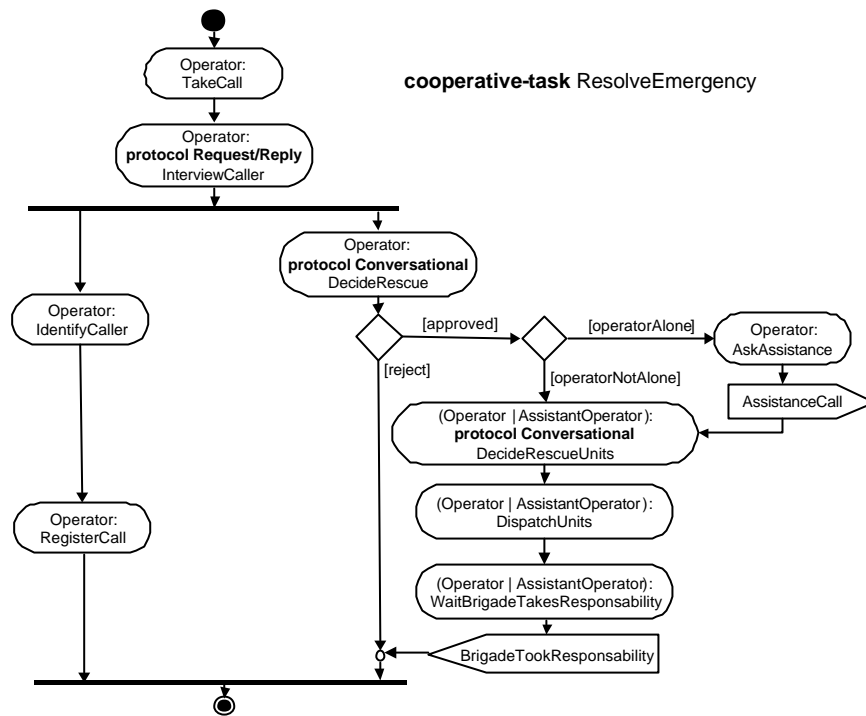 Operator:
TakeCall
cooperative-task ResolveEmergency
Operator:
protocol Request/Reply
InterviewCaller
Operator:
protocol Conversational
DecideRescue
Operator:
IdentifyCaller
[approved]
[operatorAlone]
Operator:
AskAssistance
[reject]
[operatorNotAlone]
AssistanceCall
(Operator | AssistantOperator):
protocol Conversational
DecideRescueUnits
Operator:
RegisterCall
(Operator | AssistantOperator):
DispatchUnits
(Operator | AssistantOperator):
WaitBrigadeTakesResponsability
BrigadeTookResponsability